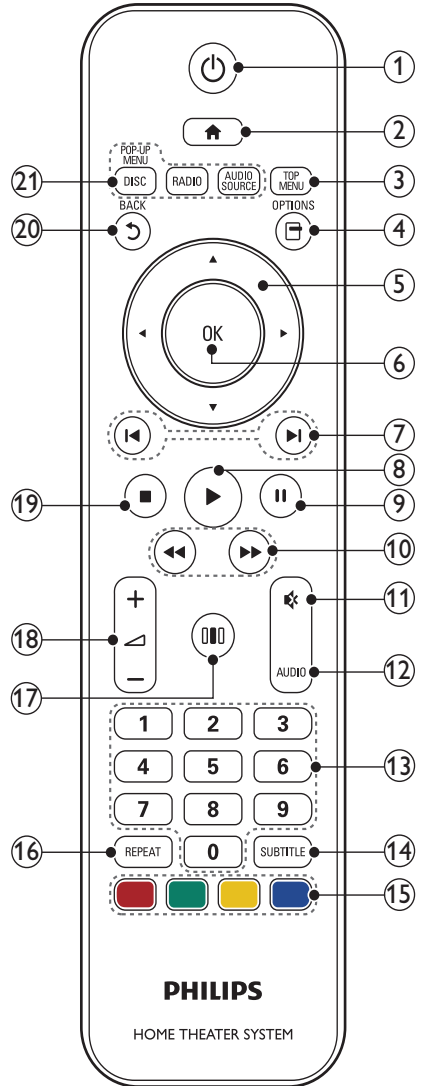 1
2
POP-UP
MENU
21
DISC
RADIO
AUDIO
SOURCE
TOP
MENU
3
BACK
20
OPTIONS
4
5
OK
6
7
8
19
9
10
+
11
18
12
AUDIO
–
17
1 2 3
4 5 6
13
7 8 9
16
REPEAT
0
SUBTITLE
14
15
PHILIPS
HOME THEATER SYSTEM